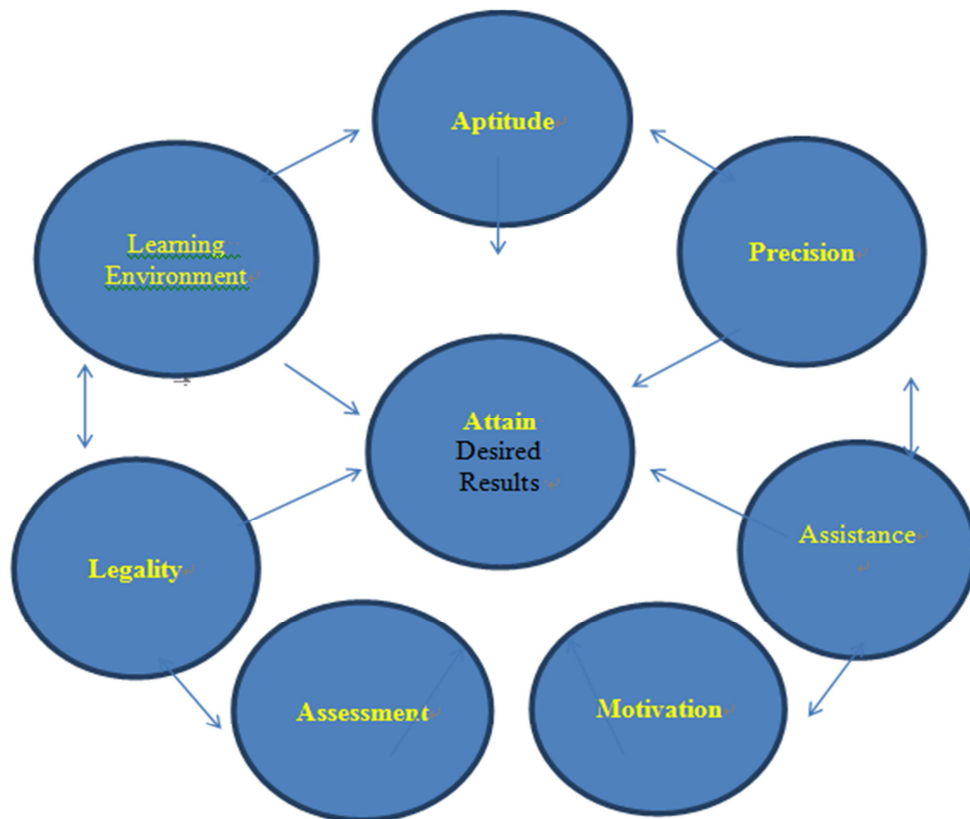 Aptitude
Learning
Environment
Precision
Attain
Desired
Results
Assistance
Legality
Assessment
Motivation